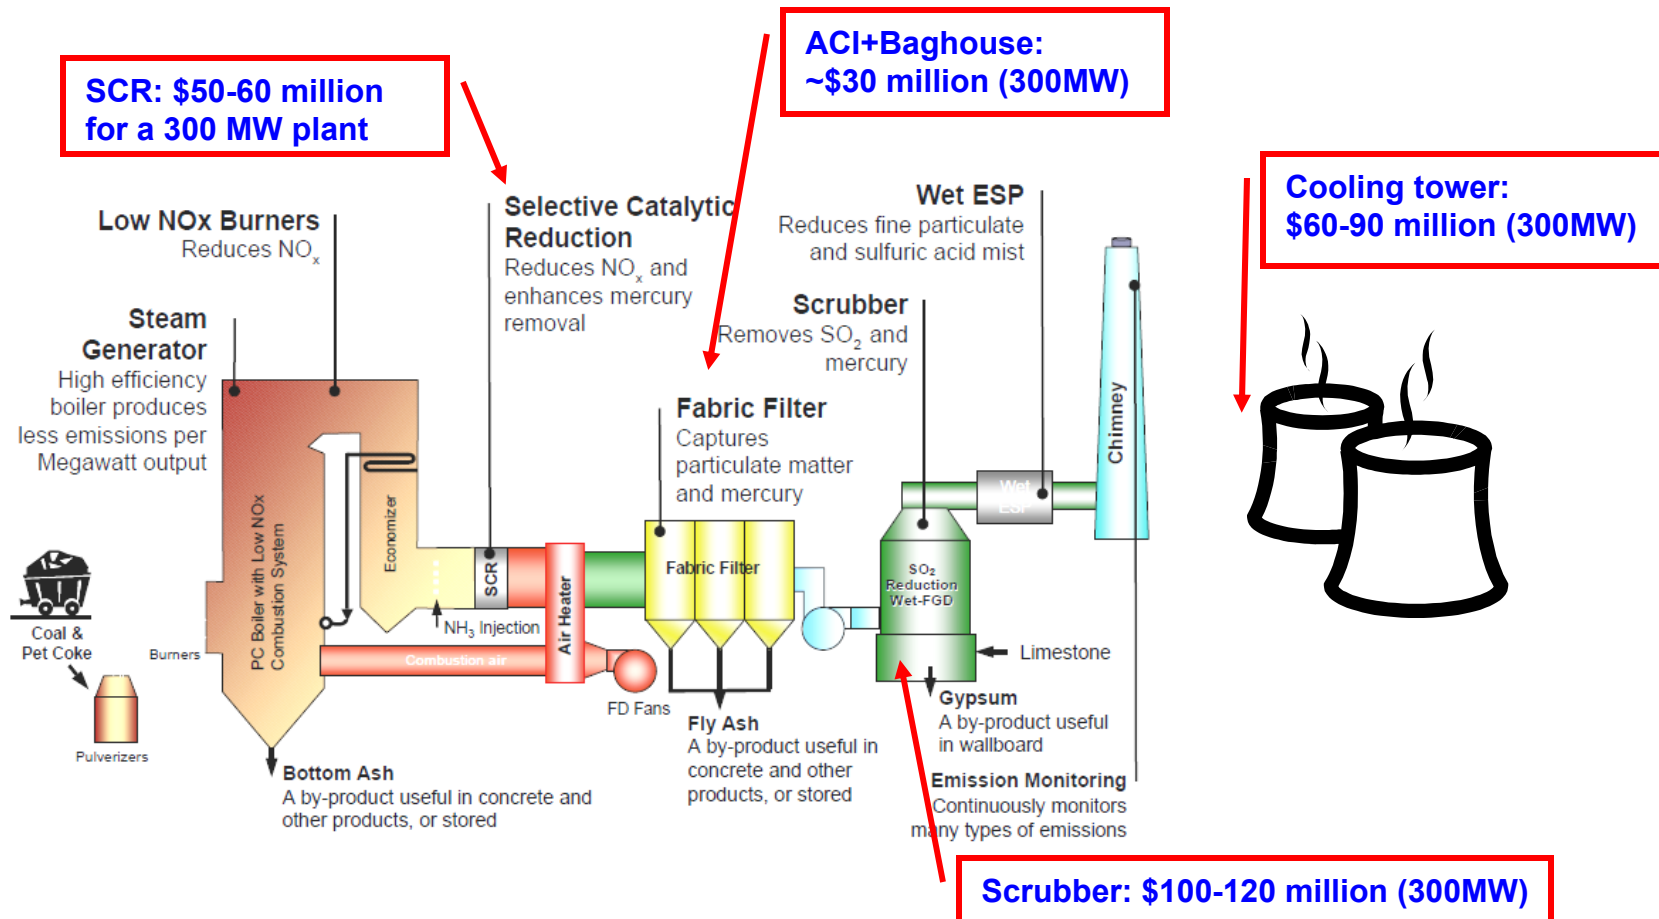 SCR: $50-60 million
for a 300 MW plant
ACI+Baghouse:
~$30 million (300MW)
Cooling tower:
$60-90 million (300MW)
Low NOx Burners
Reduces NOx
Selective Catalytic
Reduction
Reduces NOx and
enhances mercury
removal
Wet ESP
Reduces fine particulate
and sulfuric acid mist
Steam
Generator
High efficiency
boiler produces
less emissions per
Megawatt output
Scrubber
Removes SO2 and
mercury
Fabric Filter
Captures
particulate matter
and mercury
Chimney
Wet
ESP
PC Boiler with Low NOx
Combustion System
Economizer
SCR
Air Heater
Fabric Filter
SO2
Reduction
Wet-FGD
Coal &
Pet Coke
Burners
NH3 Injection
Combustion air
Limestone
FD Fans
Pulverizers
Gypsum
A by-product useful
in wallboard
Fly Ash
A by-product useful in
concrete and other
products, or stored
Bottom Ash
A by-product useful in concrete and
other products, or stored
Emission Monitoring
Continuously monitors
many types of emissions
Scrubber: $100-120 million (300MW)